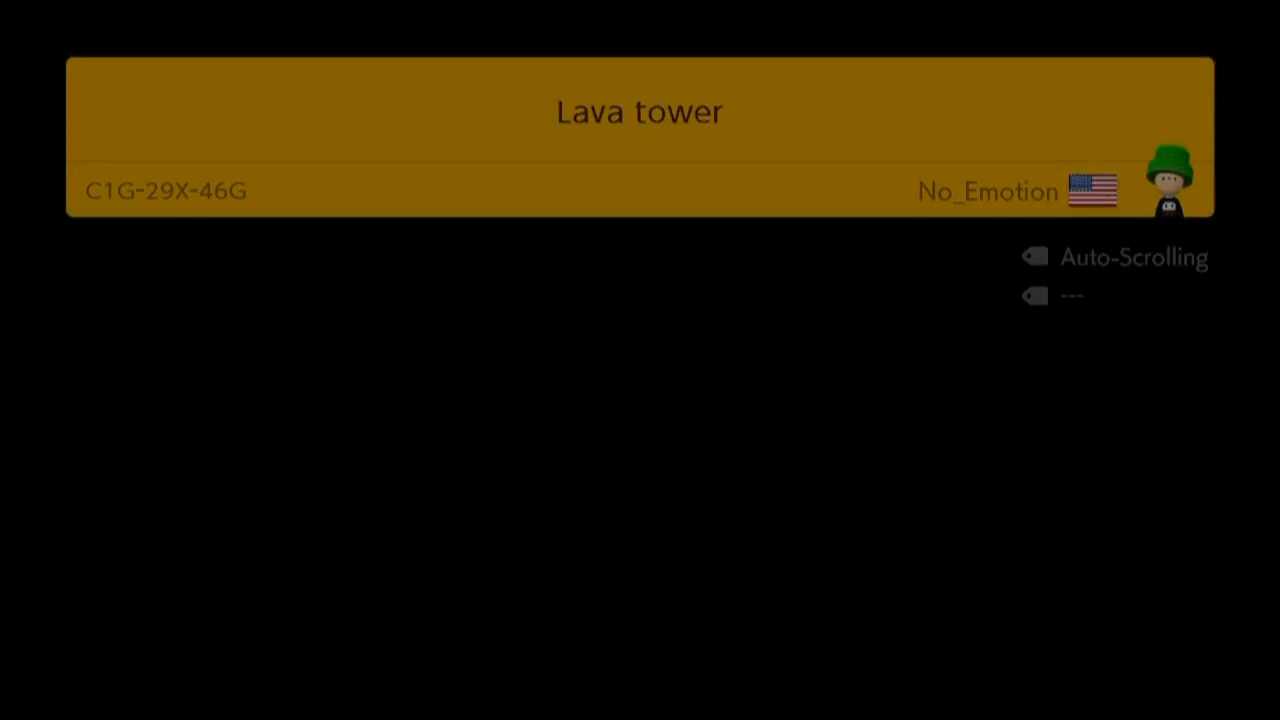 Lava tower
C1G-29X-46G
No_Emotion
Auto-Scrolling
---